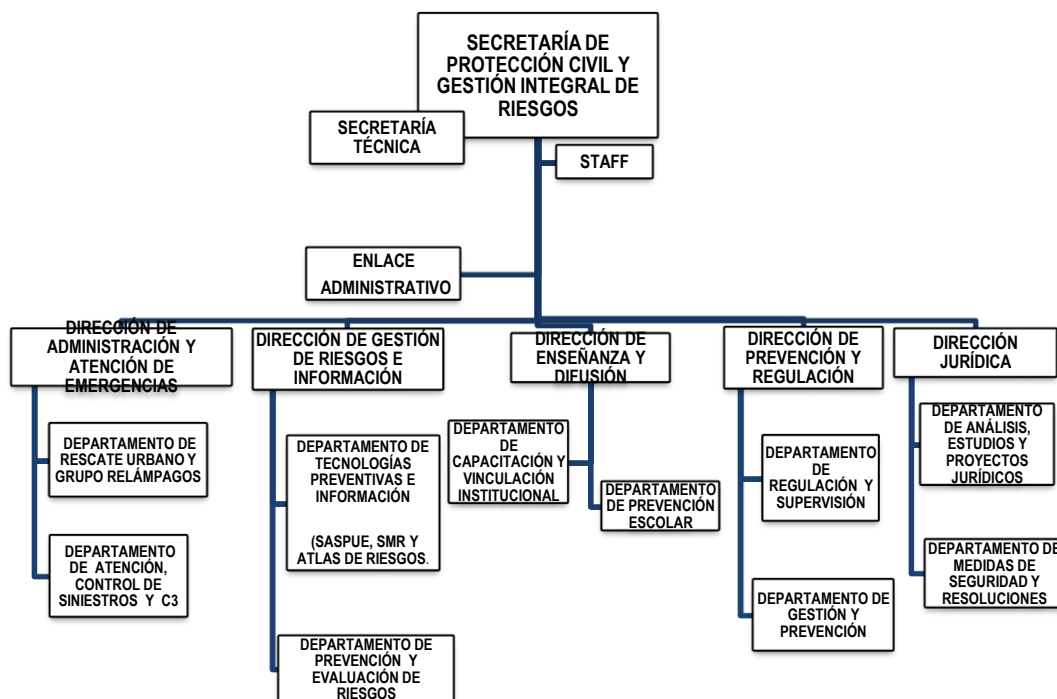 SECRETARÍA DE
PROTECCIÓN CIVIL Y
GESTIÓN INTEGRAL DE
RIESGOS
SECRETARÍA
TÉCNICA
STAFF
ENLACE
ADMINISTRATIVO
DIRECCIÓN DE
ADMINISTRACIÓN Y
ATENCIÓN DE
EMERGENCIAS
DIRECCIÓN DE GESTIÓN
DE RIESGOS E
INFORMACIÓN
DIRECCIÓN DE
ENSEÑANZA Y
DIFUSIÓN
DIRECCIÓN DE
PREVENCIÓN Y
REGULACIÓN
DIRECCIÓN
JURÍDICA
DEPARTAMENTO DE
RESCATE URBANO Y
GRUPO RELÁMPAGOS
DEPARTAMENTO
DE ATENCIÓN,
CONTROL DE
SINIESTROS Y C3
DEPARTAMENTO DE
TECNOLOGÍAS
PREVENTIVAS E
INFORMACIÓN
(SASPUE, SMR Y
ATLAS DE RIESGOS.
DEPARTAMENTO DE
PREVENCIÓN Y
EVALUACIÓN DE
RIESGOS
DEPARTAMENTO
DE
CAPACITACIÓN Y
VINCULACIÓN
INSTITUCIONAL
DEPARTAMENTO
DE PREVENCIÓN
ESCOLAR
DEPARTAMENTO
DE
REGULACIÓN Y
SUPERVISIÓN
DEPARTAMENTO DE
GESTIÓN Y
PREVENCIÓN
DEPARTAMENTO
DE ANÁLISIS,
ESTUDIOS Y
PROYECTOS
JURÍDICOS
DEPARTAMENTO DE
MEDIDAS DE
SEGURIDAD Y
RESOLUCIONES